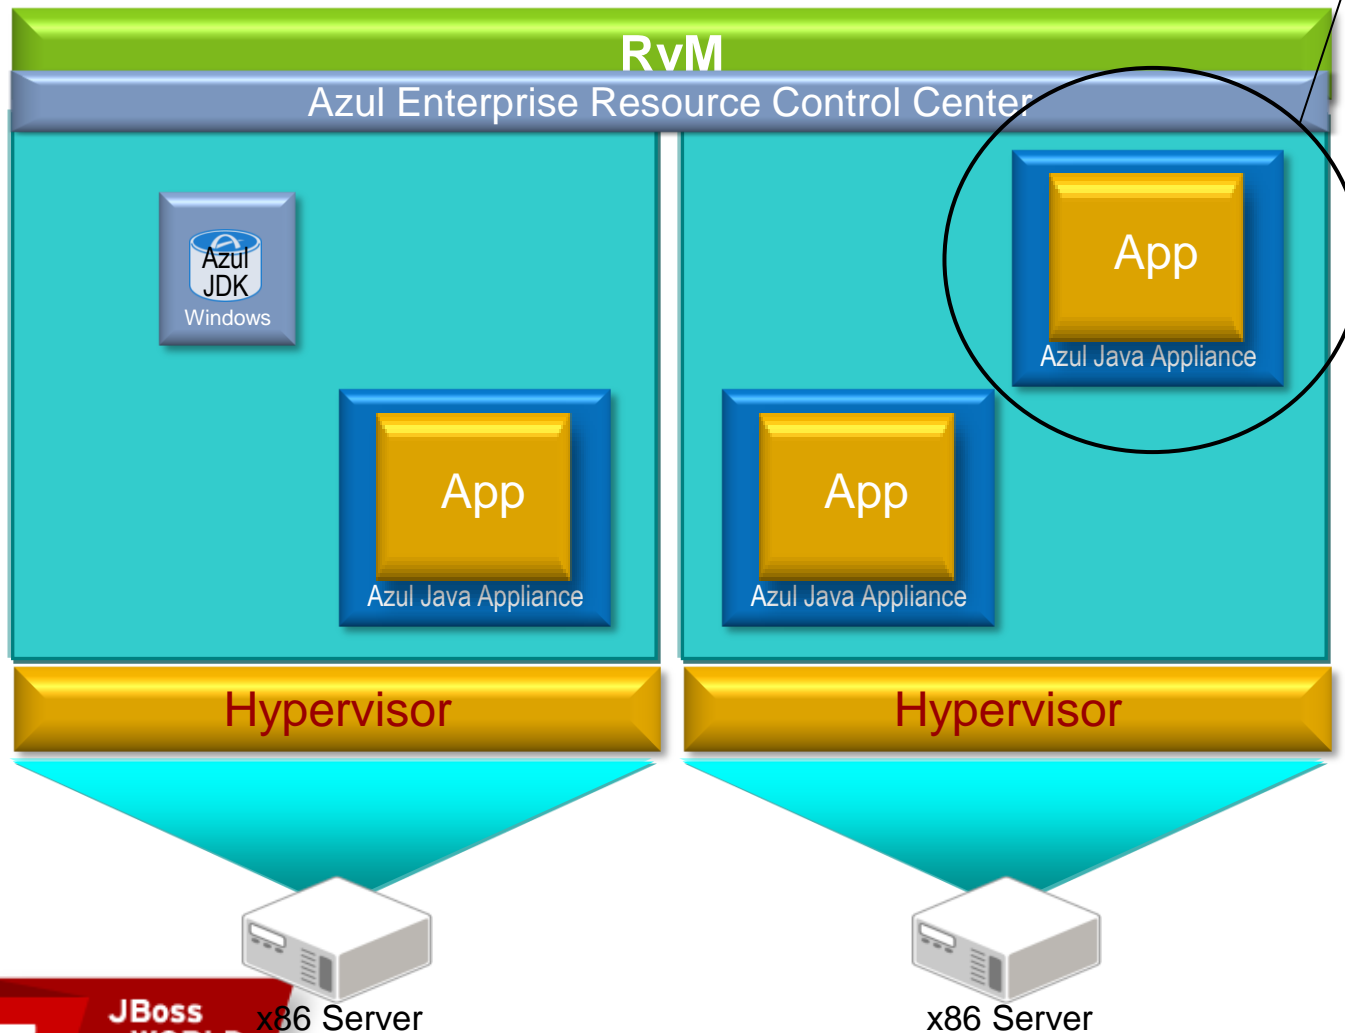 RvM
Azul Enterprise Resource Control Center
Azul
JDK
Windows
App
Azul Java Appliance
App
Azul Java Appliance
App
Azul Java Appliance
Hypervisor
Hypervisor
x86 Server
x86 Server
JBoss
WORLD